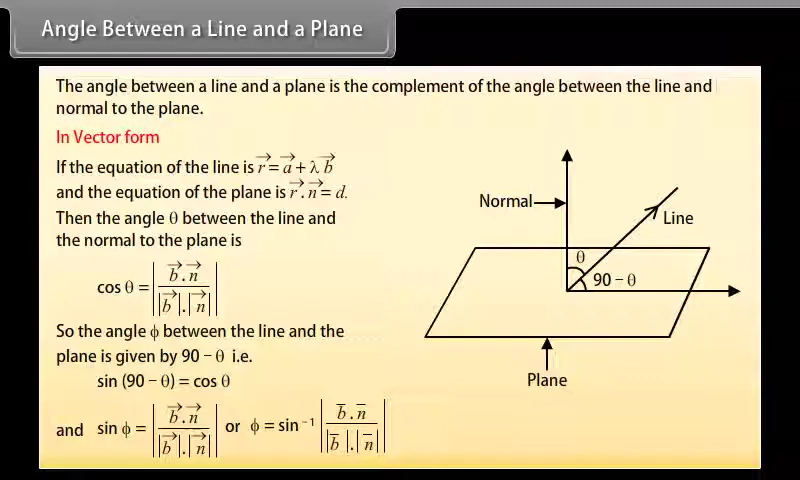 Angle Between a Line and a Plane
The angle between a line and a plane is the complement of the angle between the line and
normal to the plane.
In Vector form
If the equation of the line is r⃗ = a⃗ + λ b⃗
and the equation of the plane is r⃗ . n⃗ = d.
Then the angle θ between the line and
the normal to the plane is
cos θ = | b⃗ . n⃗ / |b⃗| . |n⃗| |
So the angle ϕ between the line and the
plane is given by 90 – θ i.e.
sin (90 – θ) = cos θ
and sin ϕ = | b⃗ . n⃗ / |b⃗| . |n⃗| | or ϕ = sin⁻¹ | b̄ . n̄ / |b̄| . |n̄| |
Normal
Line
θ
90 – θ
Plane